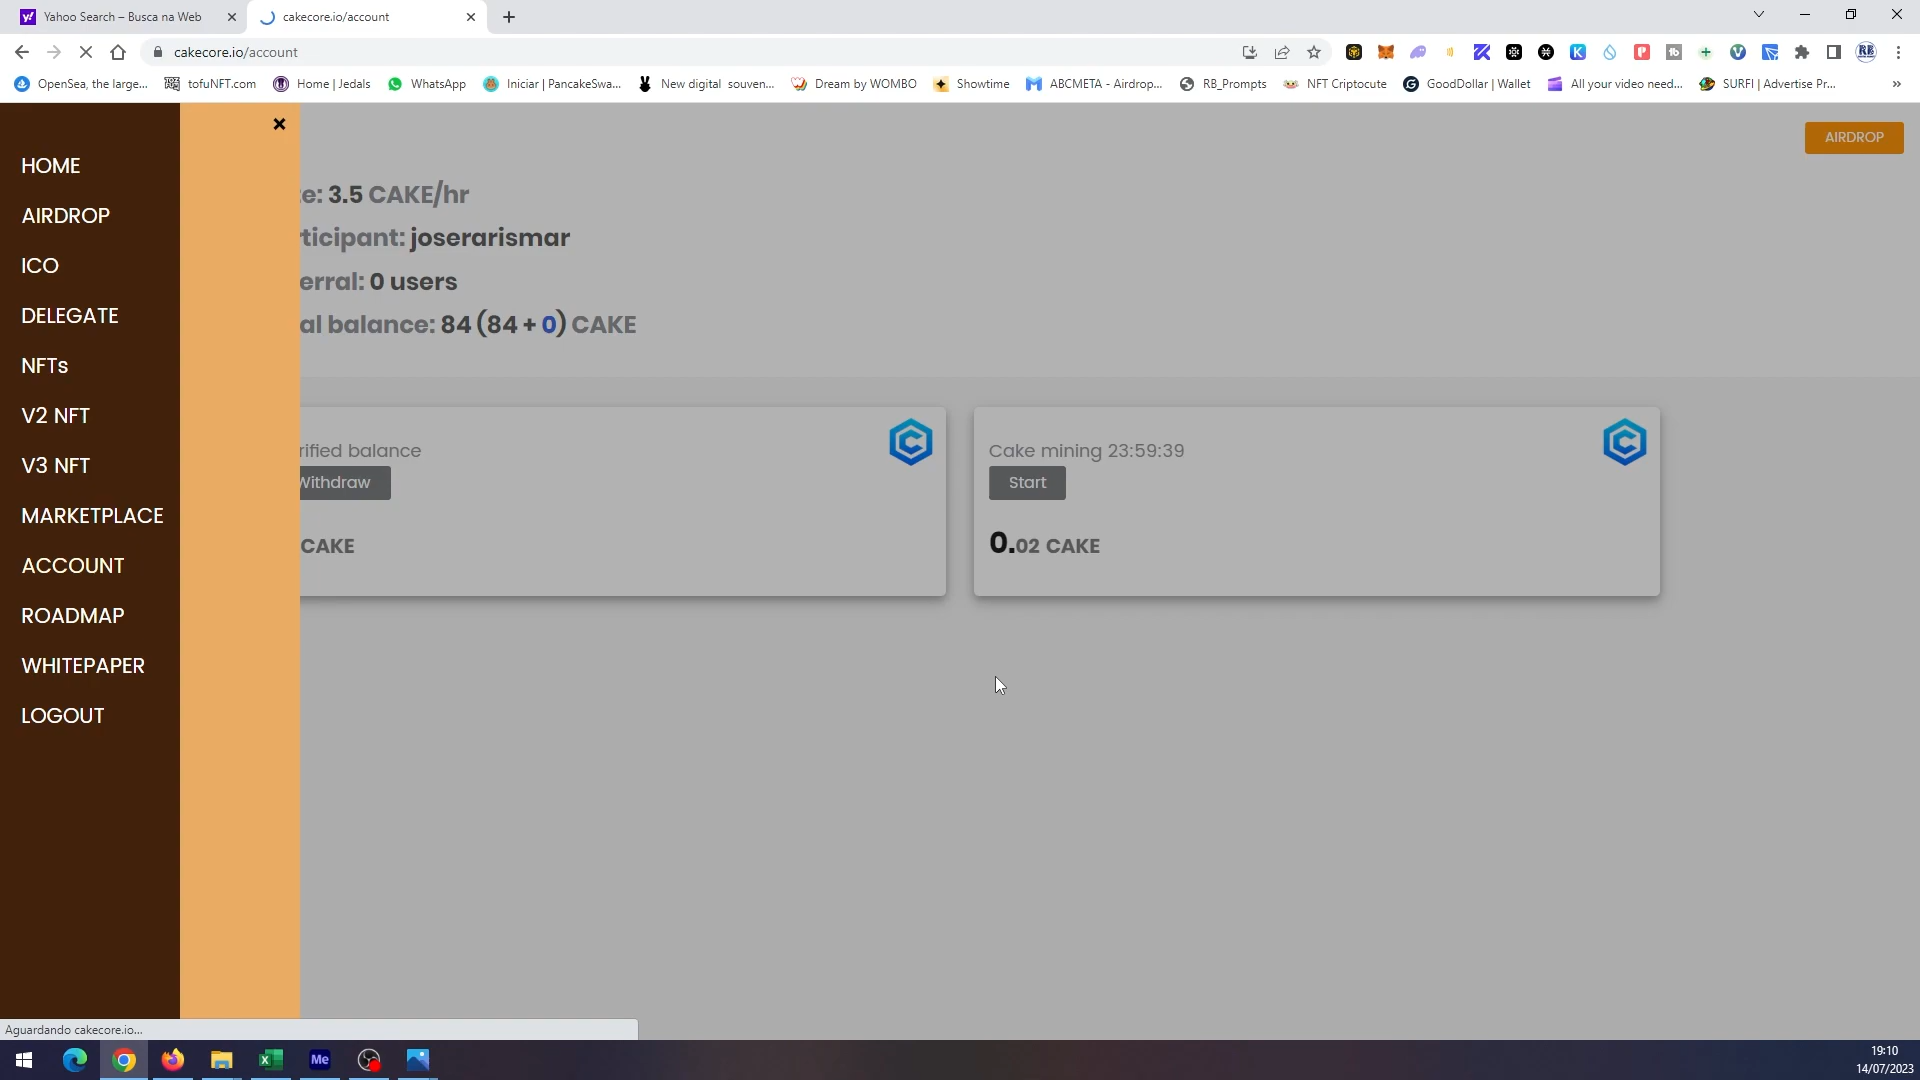 Yahoo Search – Busca na Web
cakecore.io/account
cakecore.io/account
OpenSea, the large...
tofuNFT.com
Home | Jedals
WhatsApp
Iniciar | PancakeSwa...
New digital souven...
Dream by WOMBO
Showtime
ABCMETA - Airdrop...
RB_Prompts
NFT Criptocute
GoodDollar | Wallet
All your video need...
SURFI | Advertise Pr...
»
HOME
AIRDROP
ICO
DELEGATE
NFTs
V2 NFT
V3 NFT
MARKETPLACE
ACCOUNT
ROADMAP
WHITEPAPER
LOGOUT
AIRDROP
e: 3.5 CAKE/hr
ticipant: joserarismar
erral: 0 users
al balance: 84 (84 + 0) CAKE
rified balance
Withdraw
CAKE
Cake mining 23:59:39
Start
0.02 CAKE
Aguardando cakecore.io...
Me
19:10
14/07/2023